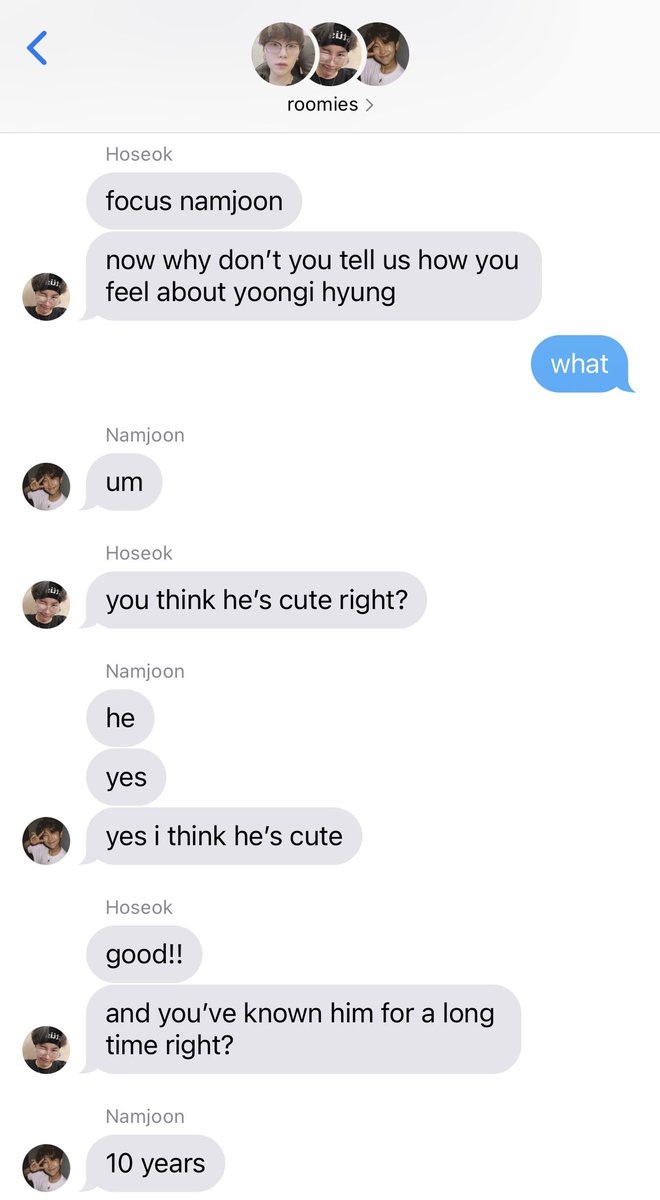 roomies
Hoseok
focus namjoon
now why don’t you tell us how you
feel about yoongi hyung
what
Namjoon
um
Hoseok
you think he’s cute right?
Namjoon
he
yes
yes i think he’s cute
Hoseok
good!!
and you’ve known him for a long
time right?
Namjoon
10 years